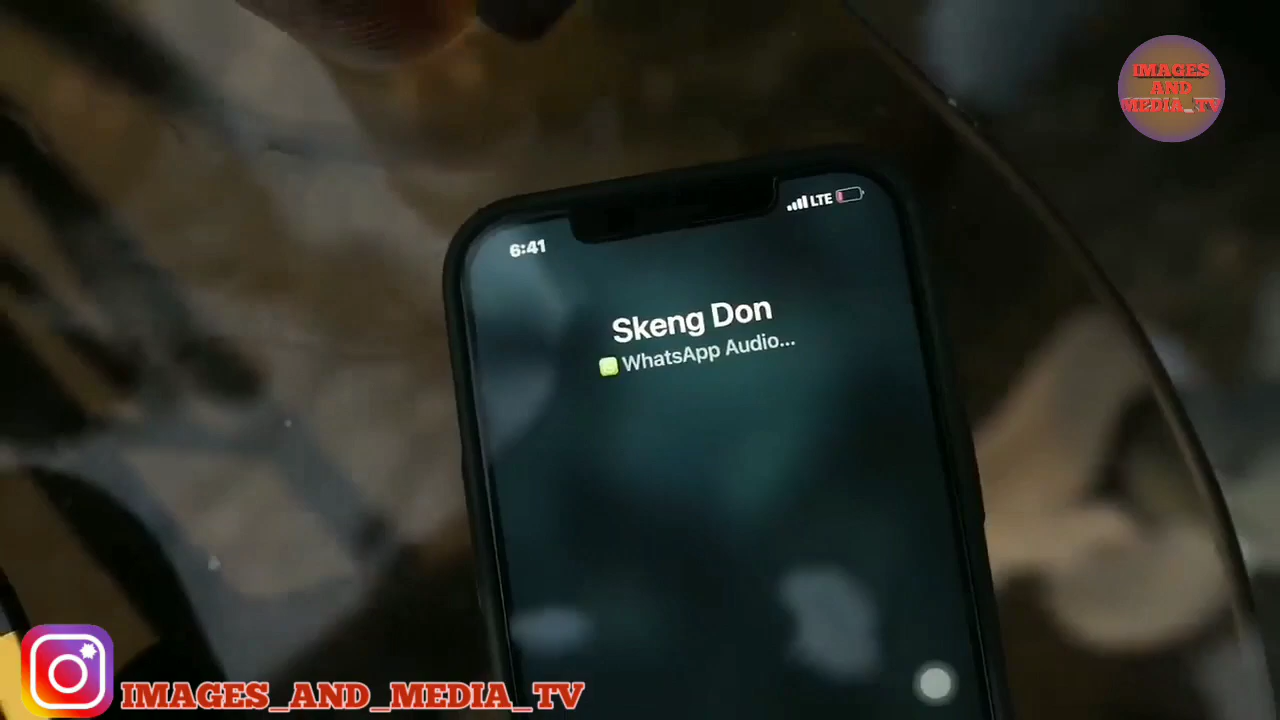 IMAGES
AND
MEDIA_TV
LTE
6:41
Skeng Don
WhatsApp Audio...
IMAGES_AND_MEDIA_TV